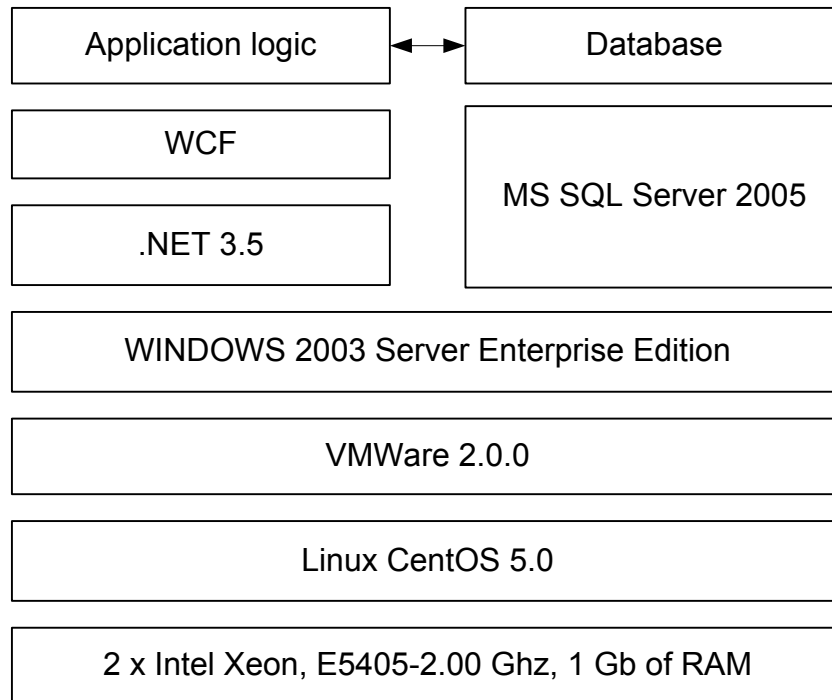 Application logic
Database
WCF
MS SQL Server 2005
.NET 3.5
WINDOWS 2003 Server Enterprise Edition
VMWare 2.0.0
Linux CentOS 5.0
2 x Intel Xeon, E5405-2.00 Ghz, 1 Gb of RAM